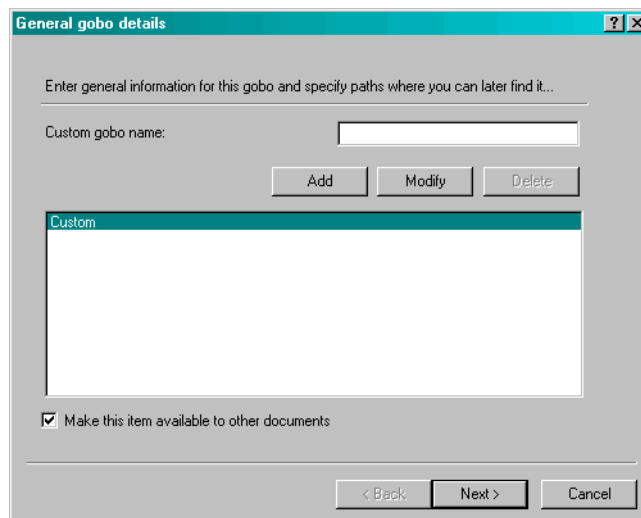 General gobo details
Enter general information for this gobo and specify paths where you can later find it...
Custom gobo name:
Add Modify Delete
Custom
Make this item available to other documents
< Back Next > Cancel